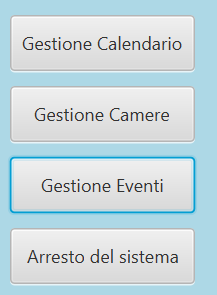 Gestione Calendario
Gestione Camere
Gestione Eventi
Arresto del sistema